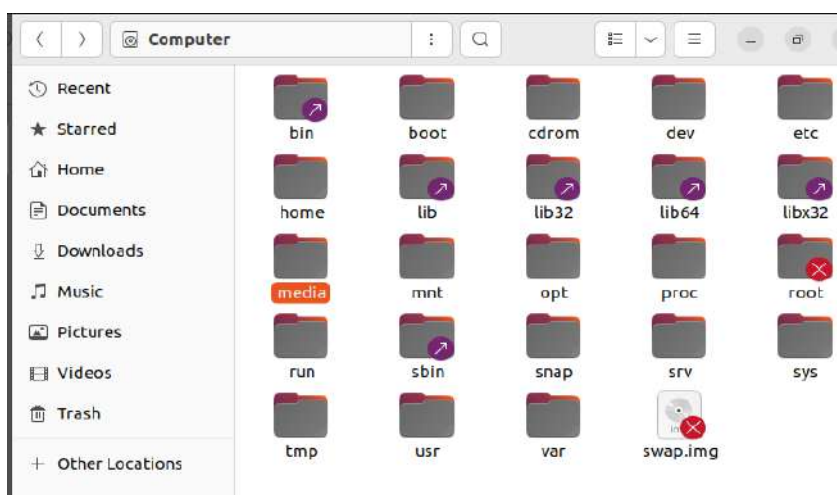 Computer
Recent
Starred
Home
Documents
Downloads
Music
Pictures
Videos
Trash
Other Locations
bin boot cdrom dev etc
home lib lib32 lib64 libx32
media mnt opt proc root
run sbin snap srv sys
tmp usr var swap.img